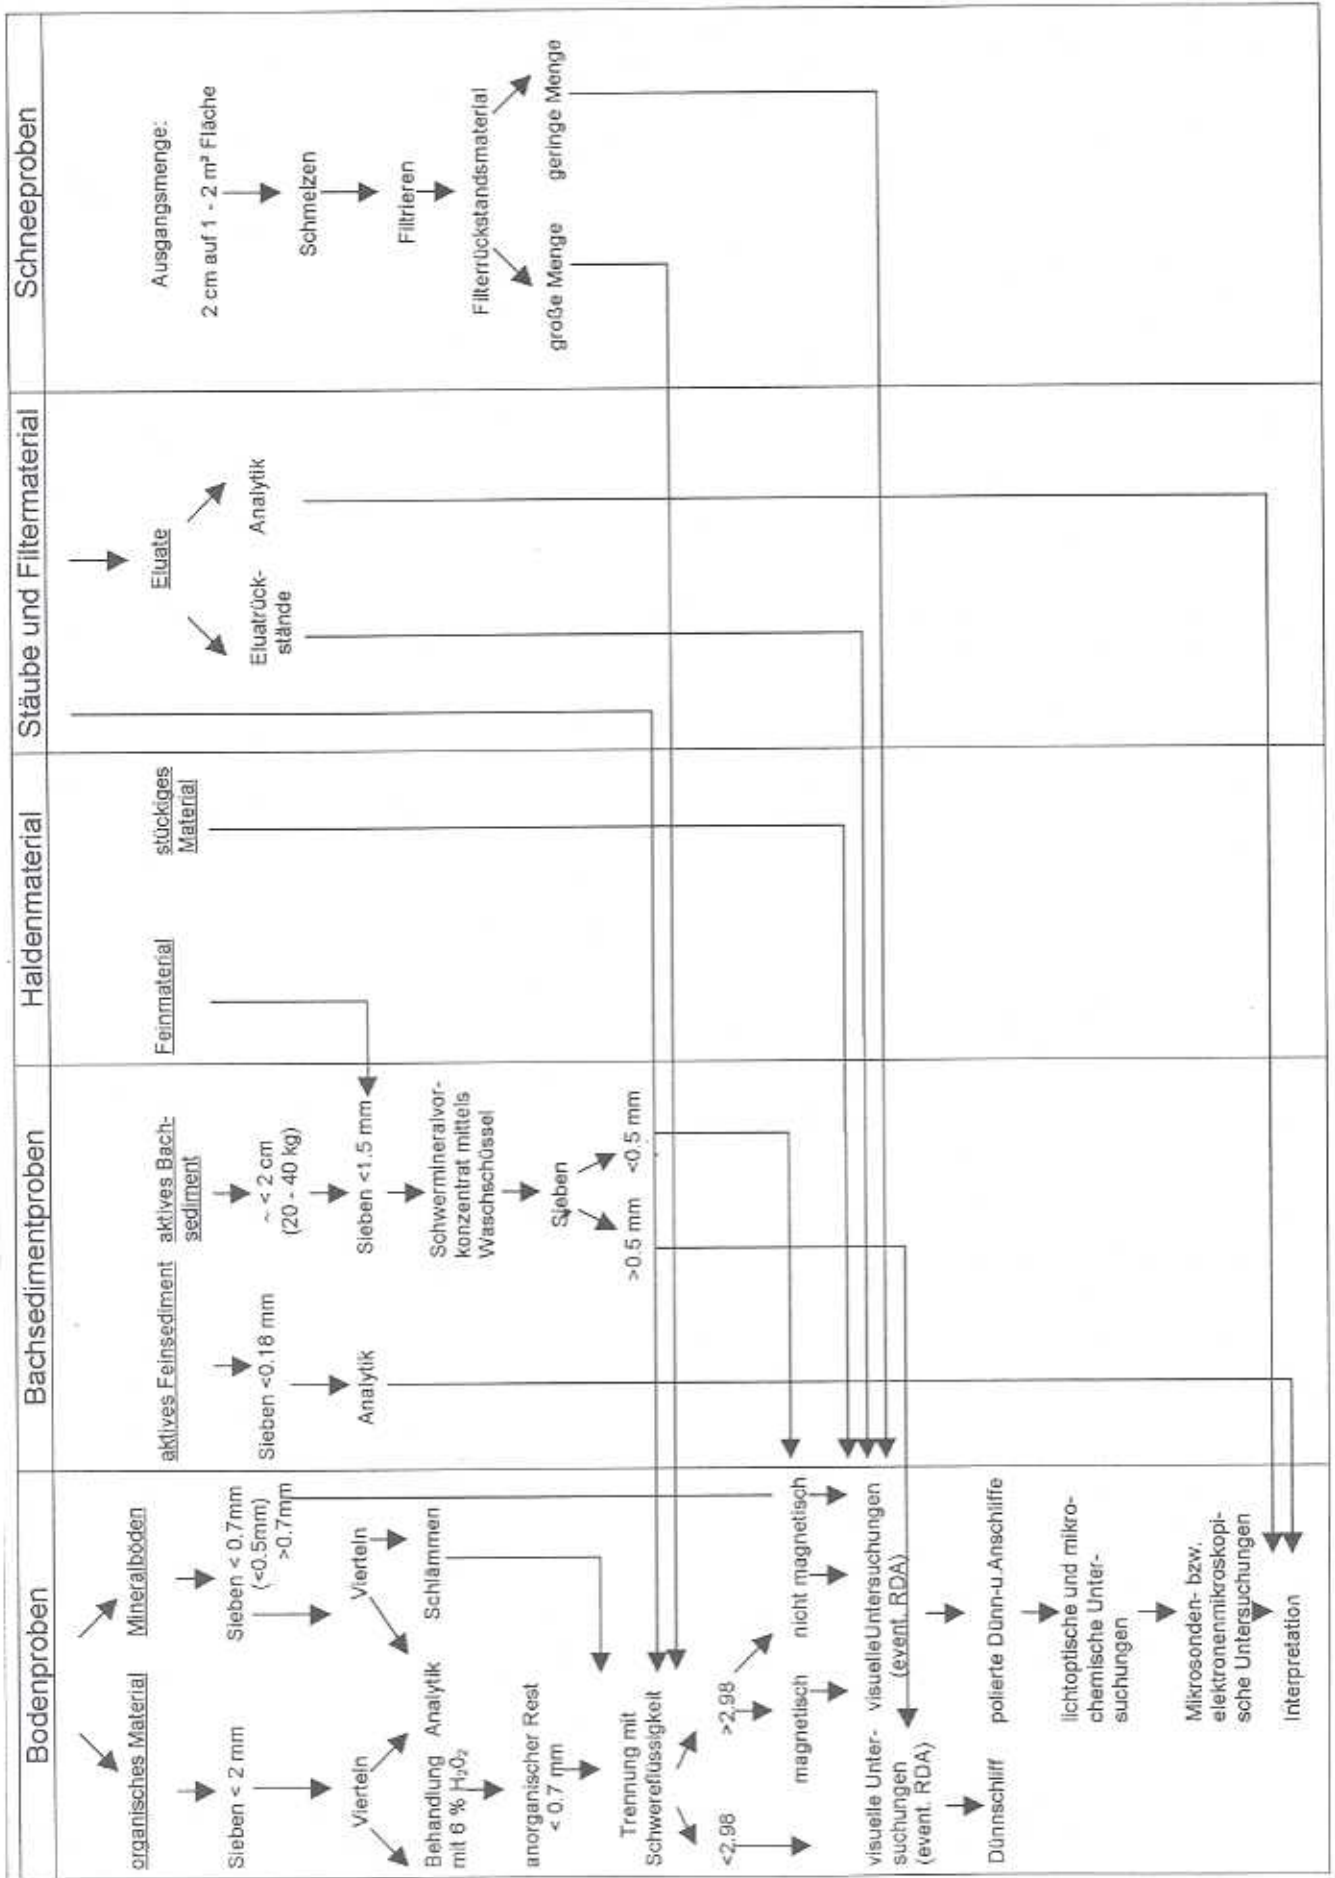 Bodenproben
organisches Material
Mineralböden
Sieben < 2 mm
Sieben < 0.7mm
(<0.5mm)
>0.7mm
Vierteln
Vierteln
Behandlung
mit 6 % H₂O₂
Analytik
Schlämmen
anorganischer Rest
< 0.7 mm
Trennung mit
Schwereflüssigkeit
<2,98
>2,98
magnetisch
nicht magnetisch
visuelle Unter-
suchungen
(event. RDA)
visuelleUntersuchungen
(event. RDA)
Dünnschliff
polierte Dünn-u.Anschliffe
lichtoptische und mikro-
chemische Unter-
suchungen
Mikrosonden- bzw.
elektronenmikroskopi-
sche Untersuchungen
Interpretation
Bachsedimentproben
aktives Feinsediment
aktives Bach-
sediment
Sieben <0.18 mm
~ < 2 cm
(20 - 40 kg)
Analytik
Sieben <1.5 mm
Schwermineralvor-
konzentrat mittels
Waschschüssel
Sieben
>0.5 mm
<0.5 mm
Haldenmaterial
Feinmaterial
stückiges
Material
Stäube und Filtermaterial
Eluate
Eluatrück-
stände
Analytik
Schneeproben
Ausgangsmenge:
2 cm auf 1 - 2 m² Fläche
Schmelzen
Filtrieren
Filterrückstandsmaterial
große Menge
geringe Menge